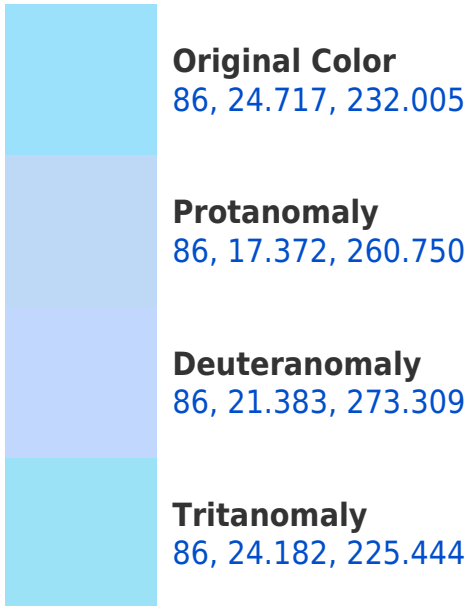 Original Color
86, 24.717, 232.005
Protanomaly
86, 17.372, 260.750
Deuteranomaly
86, 21.383, 273.309
Tritanomaly
86, 24.182, 225.444